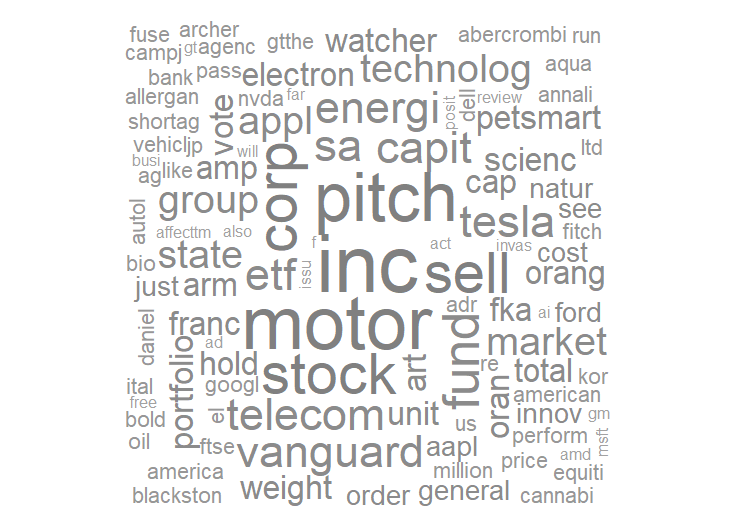 fuse archer
campj gt agenc gtthe watcher abercrombi run
bank pass electron technolog aqua
allergan nvda far energi posit dell review annali
shortag vote appl petsmart
vehicljp will corp sa capit scienc ltd
busi
ag like amp pitch cap natur
group tesla see
autol affecttm also f act invas fitch
state inc cost
bio etf issu sell orang
just arm adr fka ai ford
franc motor fund market
daniel ad
portfolio hold stock art re total kor
ital googl american
free oran
bold el telecom unit us innov gm
oil ftse vanguard aapl perform msft
america million price amd equiti
blackston weight order general cannabi